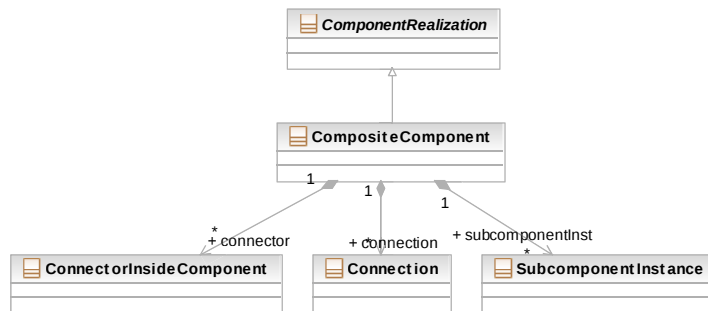 ComponentRealization
CompositeComponent
1
1
1
*
+ connector
*
+ connection
+ subcomponentInst
*
ConnectorInsideComponent
Connection
SubcomponentInstance